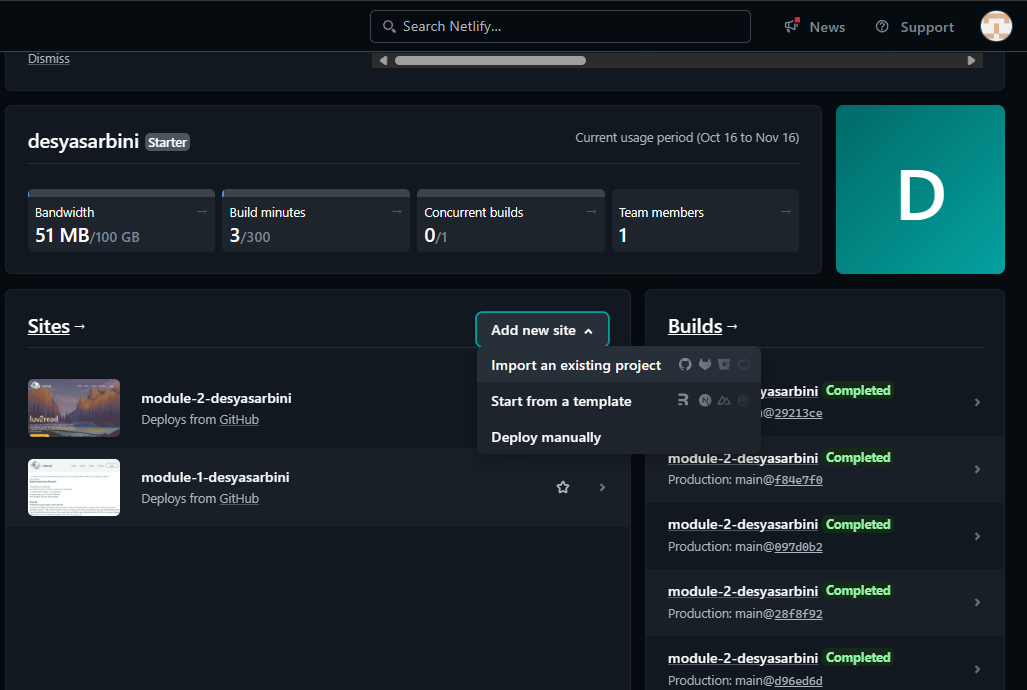 Search Netlify...
News
Support
Dismiss
desyasarbini Starter
Current usage period (Oct 16 to Nov 16)
Bandwidth →
51 MB/100 GB
Build minutes →
3/300
Concurrent builds →
0/1
Team members →
1
D
Sites →
Add new site
Import an existing project
Start from a template
Deploy manually
luv2read
module-2-desyasarbini
Deploys from GitHub
module-1-desyasarbini
Deploys from GitHub
Builds →
yasarbini Completed
@29213ce
module-2-desyasarbini Completed
Production: main@f84e7f0
module-2-desyasarbini Completed
Production: main@097d0b2
module-2-desyasarbini Completed
Production: main@28f8f92
module-2-desyasarbini Completed
Production: main@d96ed6d